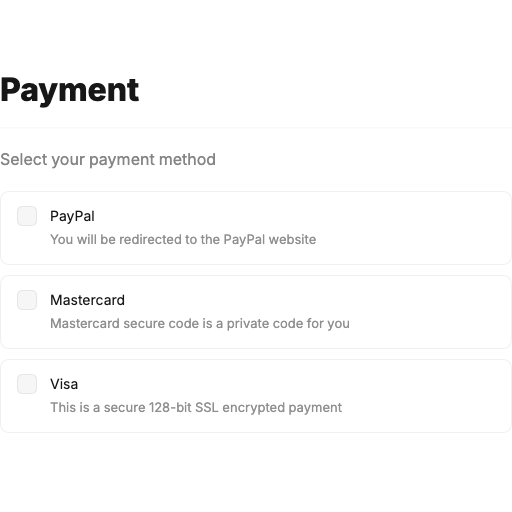 Payment
Select your payment method
PayPal
You will be redirected to the PayPal website
Mastercard
Mastercard secure code is a private code for you
Visa
This is a secure 128-bit SSL encrypted payment